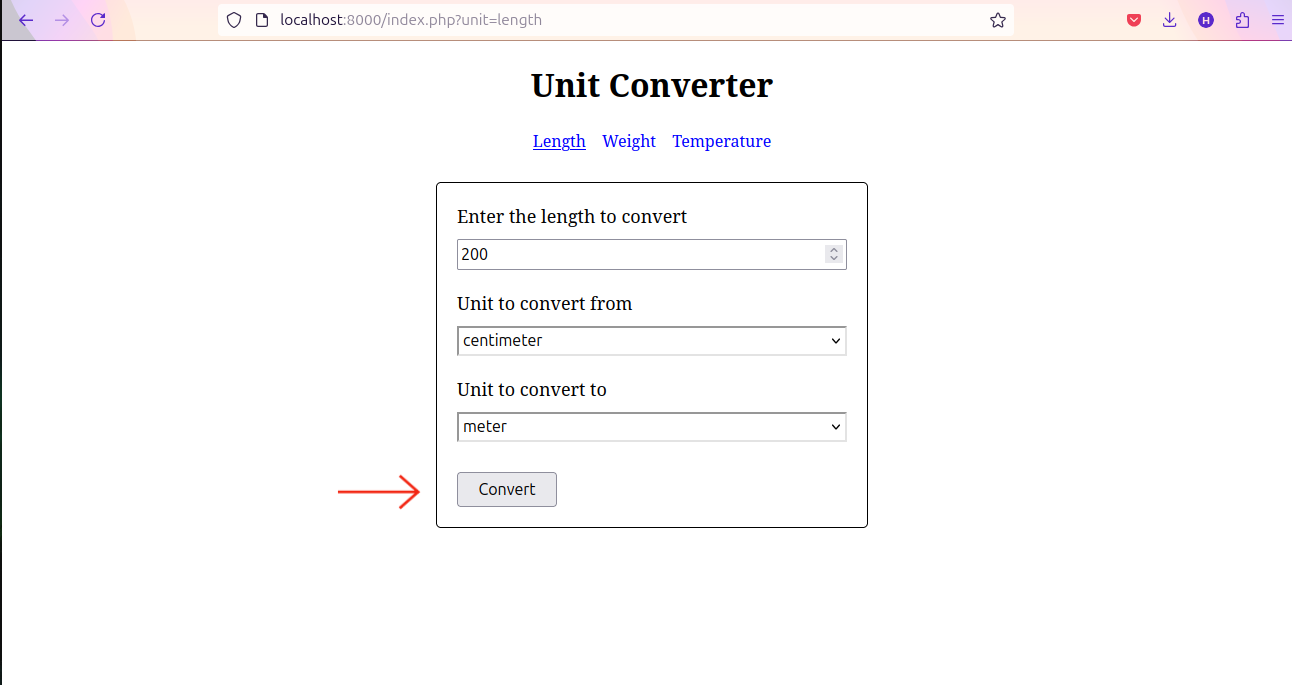 localhost:8000/index.php?unit=length
H
Unit Converter
Length Weight Temperature
Enter the length to convert
200
Unit to convert from
centimeter
Unit to convert to
meter
Convert